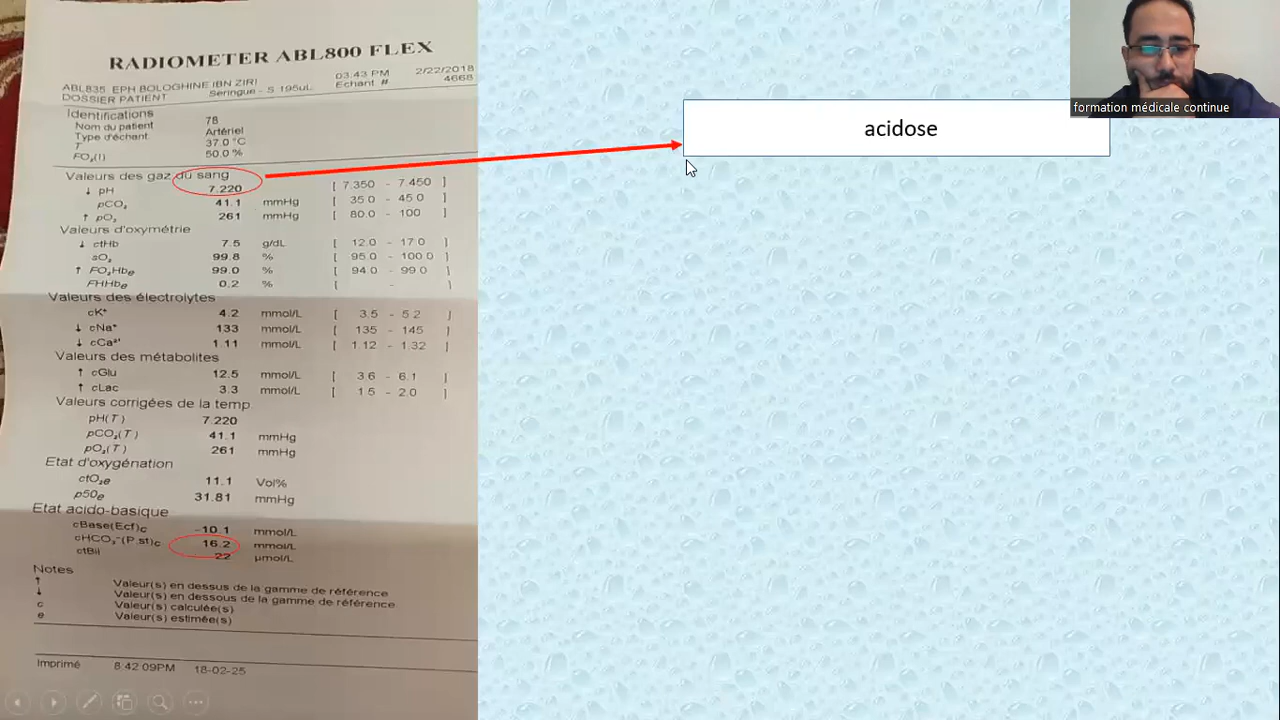 RADIOMETER ABL800 FLEX
ABL835 EPH BOLOGHINE IBN ZIRI 03:43 PM 2/22/2018
DOSSIER PATIENT Seringue - S 195uL Echant # 4668
Identifications
Nom du patient 78
Type d'échant. Artériel
T 37.0 °C
FO₂(I) 50.0 %
Valeurs des gaz du sang
↓ pH 7.220 [ 7.350 - 7.450 ]
pCO₂ 41.1 mmHg [ 35.0 - 45.0 ]
↑ pO₂ 261 mmHg [ 80.0 - 100 ]
Valeurs d'oxymétrie
↓ ctHb 7.5 g/dL [ 12.0 - 17.0 ]
sO₂ 99.8 % [ 95.0 - 100.0 ]
↑ FO₂Hbe 99.0 % [ 94.0 - 99.0 ]
FHHbe 0.2 % [ - ]
Valeurs des électrolytes
cK⁺ 4.2 mmol/L [ 3.5 - 5.2 ]
↓ cNa⁺ 133 mmol/L [ 135 - 145 ]
↓ cCa²⁺ 1.11 mmol/L [ 1.12 - 1.32 ]
Valeurs des métabolites
↑ cGlu 12.5 mmol/L [ 3.6 - 6.1 ]
↑ cLac 3.3 mmol/L [ 1.5 - 2.0 ]
Valeurs corrigées de la temp.
pH(T) 7.220
pCO₂(T) 41.1 mmHg
pO₂(T) 261 mmHg
Etat d'oxygénation
ctO₂e 11.1 Vol%
p50e 31.81 mmHg
Etat acido-basique
cBase(Ecf)c -10.1 mmol/L
cHCO₃⁻(P.st)c 16.2 mmol/L
ctBil 22 µmol/L
Notes
↑ Valeur(s) en dessus de la gamme de référence
↓ Valeur(s) en dessous de la gamme de référence
c Valeur(s) calculée(s)
e Valeur(s) estimée(s)
Imprimé 8:42:09PM 18-02-25
acidose
formation médicale continue